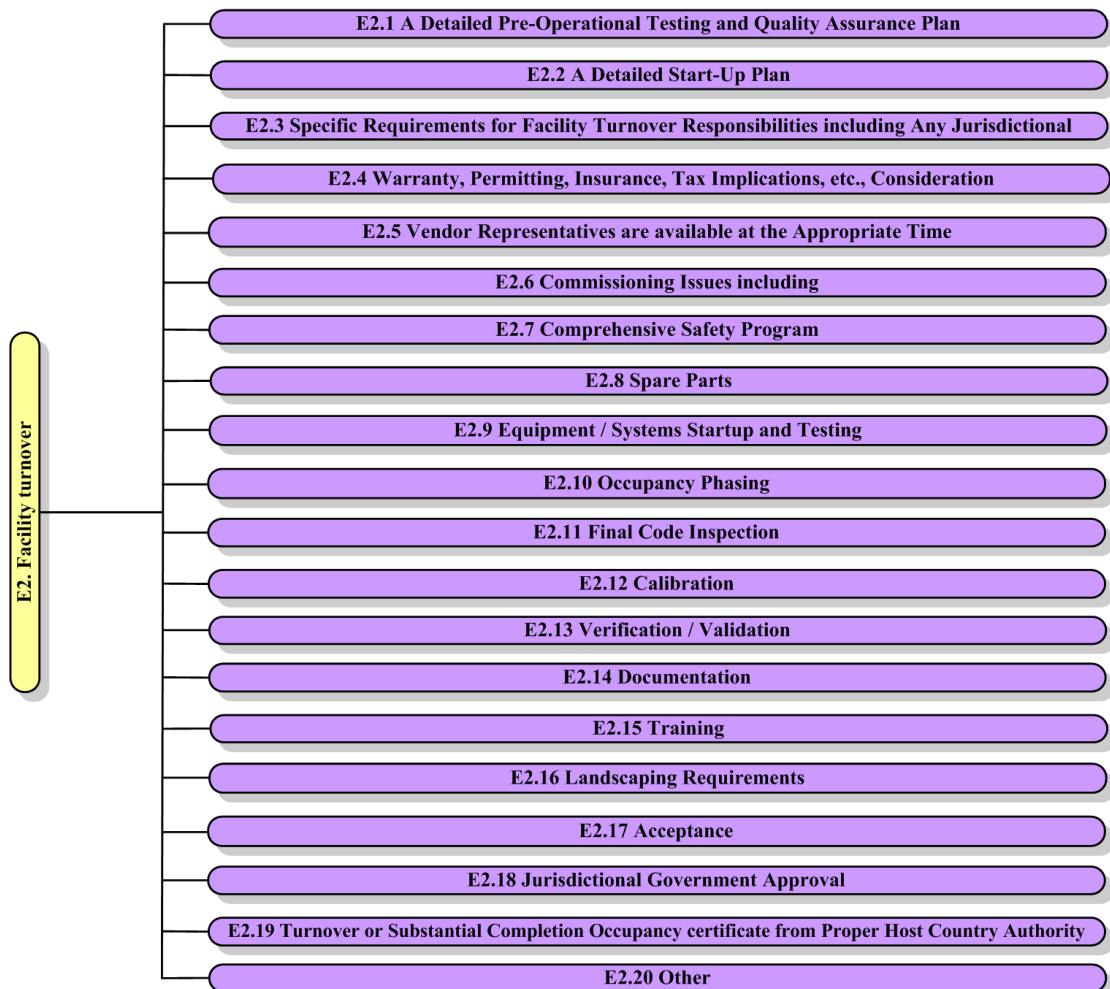 E2. Facility turnover
E2.1 A Detailed Pre-Operational Testing and Quality Assurance Plan
E2.2 A Detailed Start-Up Plan
E2.3 Specific Requirements for Facility Turnover Responsibilities including Any Jurisdictional
E2.4 Warranty, Permitting, Insurance, Tax Implications, etc., Consideration
E2.5 Vendor Representatives are available at the Appropriate Time
E2.6 Commissioning Issues including
E2.7 Comprehensive Safety Program
E2.8 Spare Parts
E2.9 Equipment / Systems Startup and Testing
E2.10 Occupancy Phasing
E2.11 Final Code Inspection
E2.12 Calibration
E2.13 Verification / Validation
E2.14 Documentation
E2.15 Training
E2.16 Landscaping Requirements
E2.17 Acceptance
E2.18 Jurisdictional Government Approval
E2.19 Turnover or Substantial Completion Occupancy certificate from Proper Host Country Authority
E2.20 Other